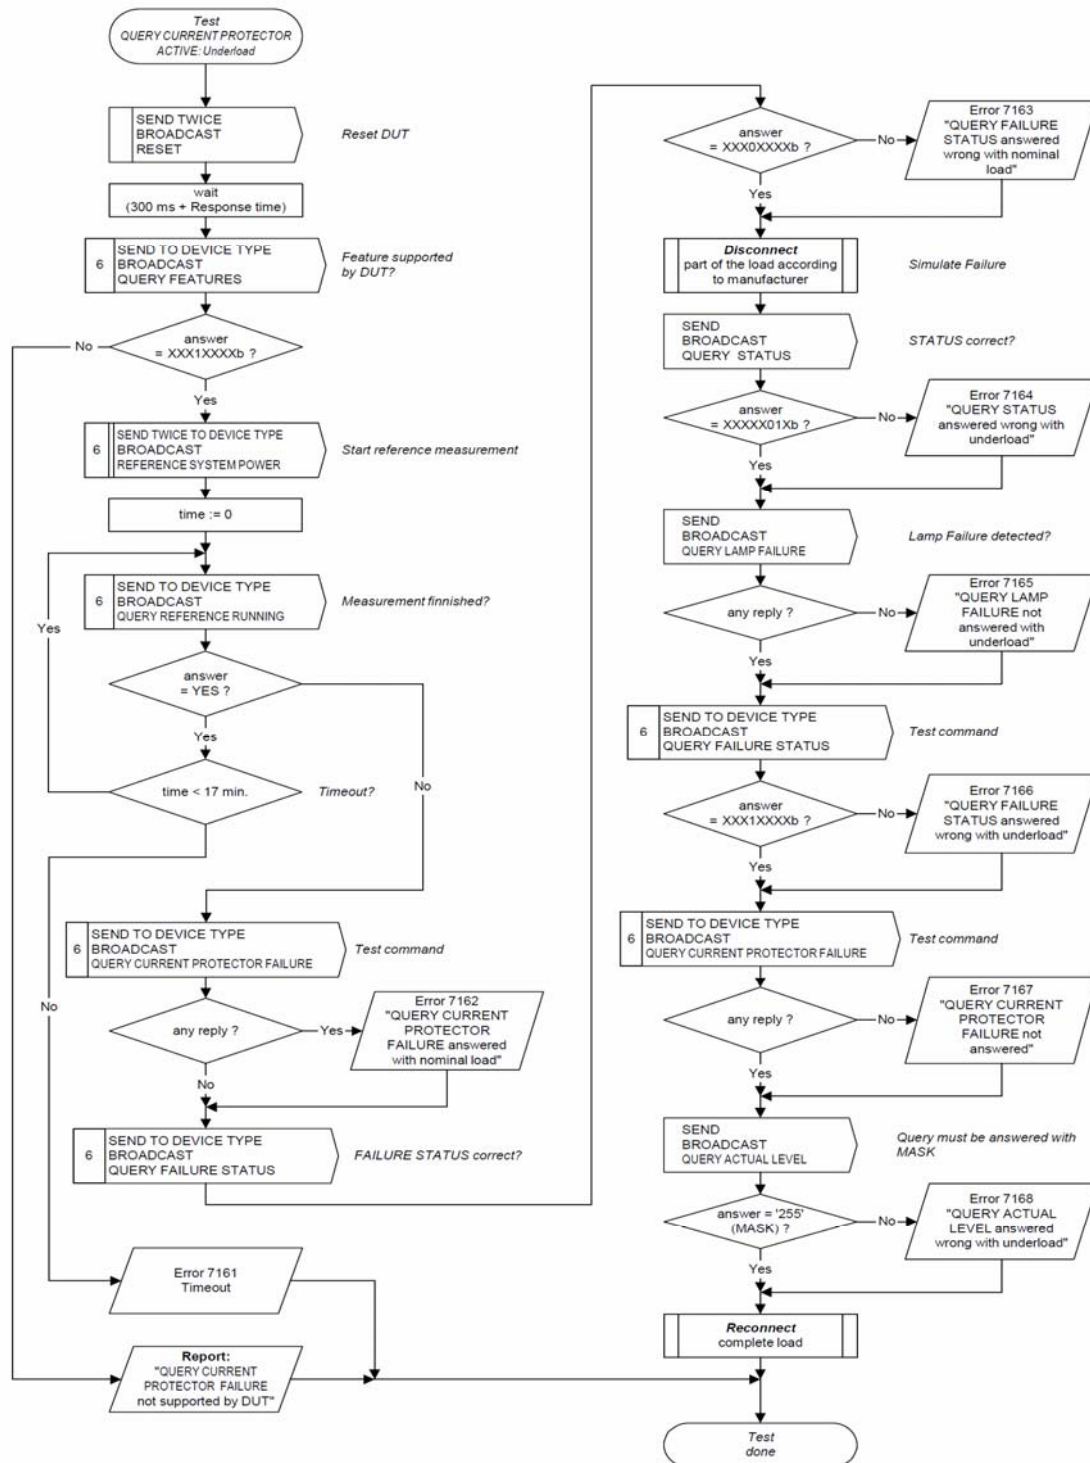 Test
QUERY CURRENT PROTECTOR
ACTIVE: Underload
SEND TWICE
BROADCAST
RESET
Reset DUT
wait
(300 ms + Response time)
6
SEND TO DEVICE TYPE
BROADCAST
QUERY FEATURES
Feature supported
by DUT?
answer
= XXX1XXXXb ?
No
Yes
6
SEND TWICE TO DEVICE TYPE
BROADCAST
REFERENCE SYSTEM POWER
Start reference measurement
time := 0
6
SEND TO DEVICE TYPE
BROADCAST
QUERY REFERENCE RUNNING
Measurement finnished?
Yes
answer
= YES ?
Yes
No
time < 17 min.
Timeout?
No
6
SEND TO DEVICE TYPE
BROADCAST
QUERY CURRENT PROTECTOR FAILURE
Test command
any reply ?
Yes
Error 7162
"QUERY CURRENT
PROTECTOR
FAILURE answered
with nominal load"
No
6
SEND TO DEVICE TYPE
BROADCAST
QUERY FAILURE STATUS
FAILURE STATUS correct?
Error 7161
Timeout
Report:
"QUERY CURRENT
PROTECTOR FAILURE
not supported by DUT"
answer
= XXX0XXXXb ?
No
Error 7163
"QUERY FAILURE
STATUS answered
wrong with nominal
load"
Yes
Disconnect
part of the load according
to manufacturer
Simulate Failure
SEND
BROADCAST
QUERY STATUS
STATUS correct?
answer
= XXXXX01Xb ?
No
Error 7164
"QUERY STATUS
answered wrong with
underload"
Yes
SEND
BROADCAST
QUERY LAMP FAILURE
Lamp Failure detected?
any reply ?
No
Error 7165
"QUERY LAMP
FAILURE not
answered with
underload"
Yes
6
SEND TO DEVICE TYPE
BROADCAST
QUERY FAILURE STATUS
Test command
answer
= XXX1XXXXb ?
No
Error 7166
"QUERY FAILURE
STATUS answered
wrong with underload"
Yes
6
SEND TO DEVICE TYPE
BROADCAST
QUERY CURRENT PROTECTOR FAILURE
Test command
any reply ?
No
Error 7167
"QUERY CURRENT
PROTECTOR
FAILURE not
answered"
Yes
SEND
BROADCAST
QUERY ACTUAL LEVEL
Query must be answered with
MASK
answer = '255'
(MASK) ?
No
Error 7168
"QUERY ACTUAL
LEVEL answered
wrong with underload"
Yes
Reconnect
complete load
Test
done